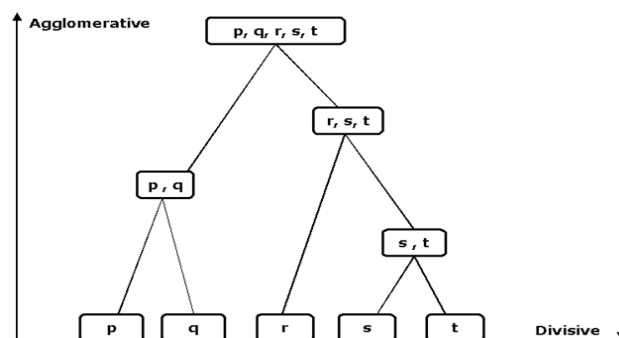 Agglomerative
p, q, r, s, t
r, s, t
p , q
s, t
p
q
r
s
t
Divisive